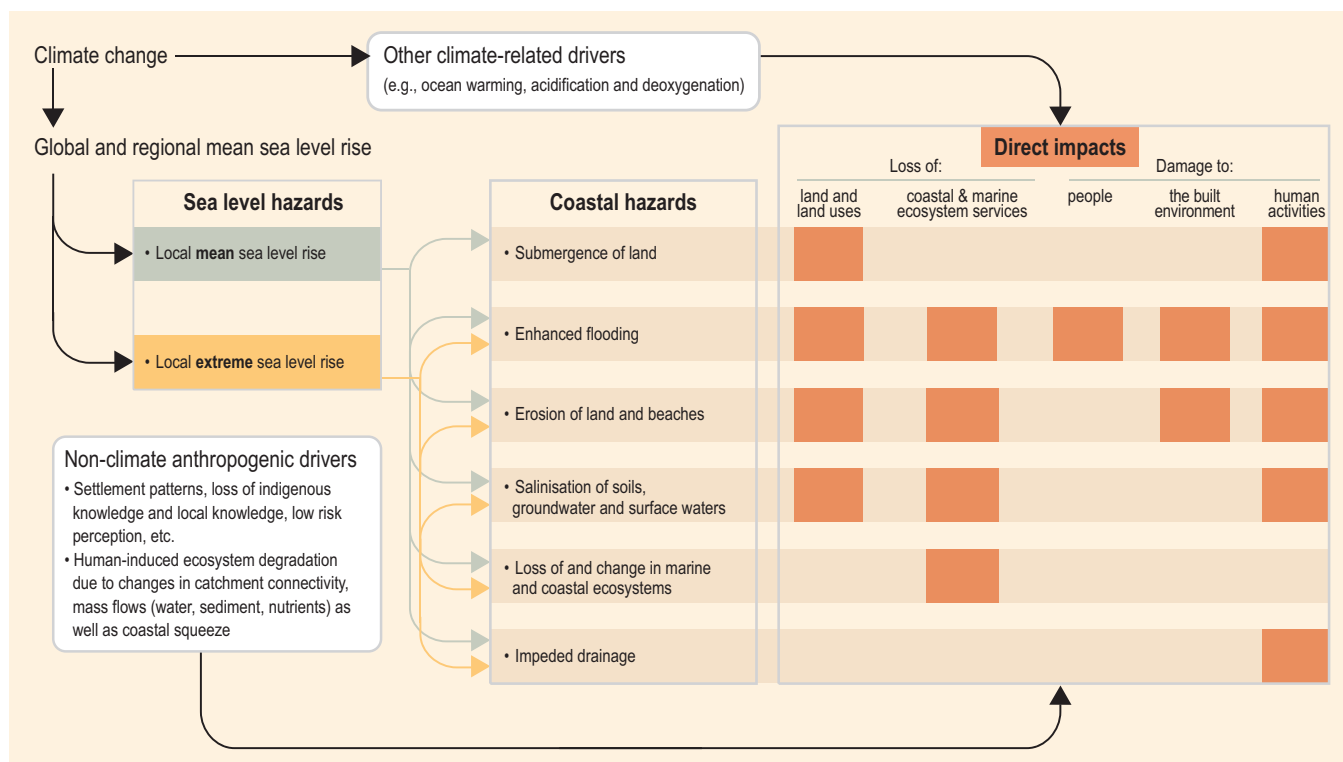 Climate change
Other climate-related drivers
(e.g., ocean warming, acidification and deoxygenation)
Global and regional mean sea level rise
Direct impacts
Loss of:
Damage to:
land and
land uses
coastal & marine
ecosystem services
people
the built
environment
human
activities
Sea level hazards
• Local mean sea level rise
• Local extreme sea level rise
Coastal hazards
• Submergence of land
• Enhanced flooding
• Erosion of land and beaches
• Salinisation of soils,
groundwater and surface waters
• Loss of and change in marine
and coastal ecosystems
• Impeded drainage
Non-climate anthropogenic drivers
• Settlement patterns, loss of indigenous
knowledge and local knowledge, low risk
perception, etc.
• Human-induced ecosystem degradation
due to changes in catchment connectivity,
mass flows (water, sediment, nutrients) as
well as coastal squeeze